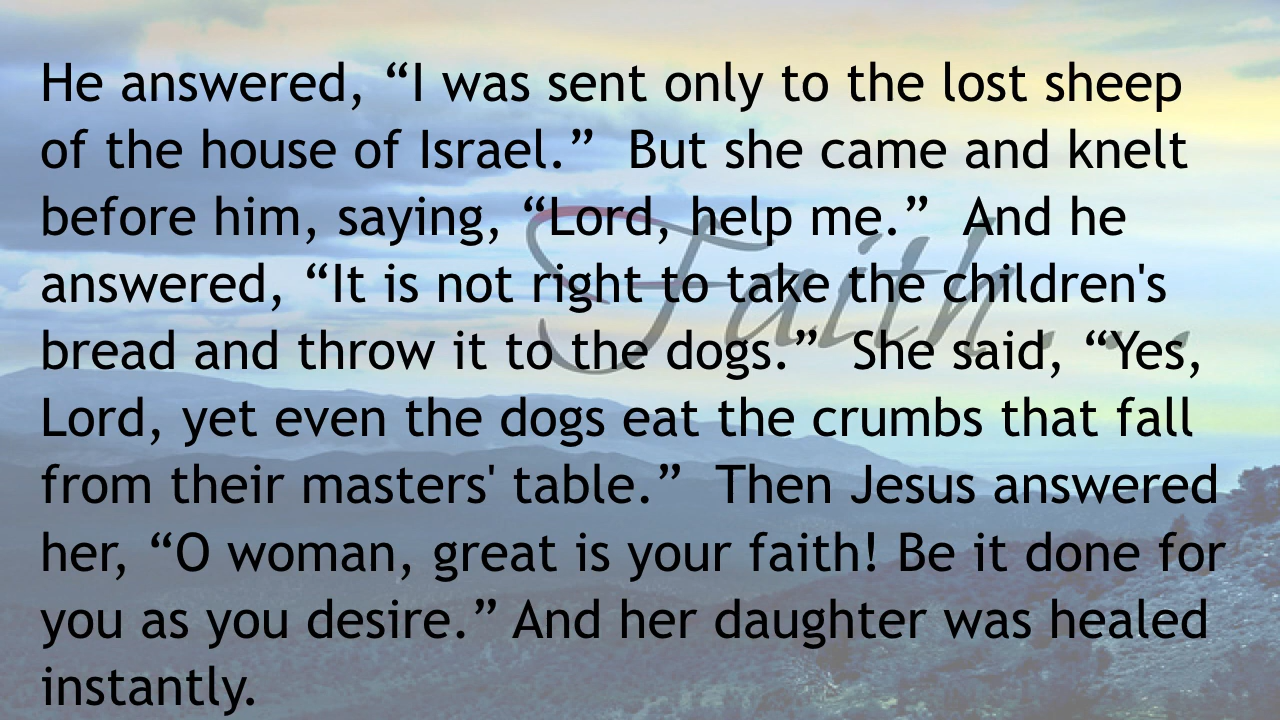 He answered, “I was sent only to the lost sheep
of the house of Israel.”  But she came and knelt
before him, saying, “Lord, help me.”  And he
answered, “It is not right to take the children's
bread and throw it to the dogs.”  She said, “Yes,
Lord, yet even the dogs eat the crumbs that fall
from their masters' table.”  Then Jesus answered
her, “O woman, great is your faith! Be it done for
you as you desire.” And her daughter was healed
instantly.
Faith...